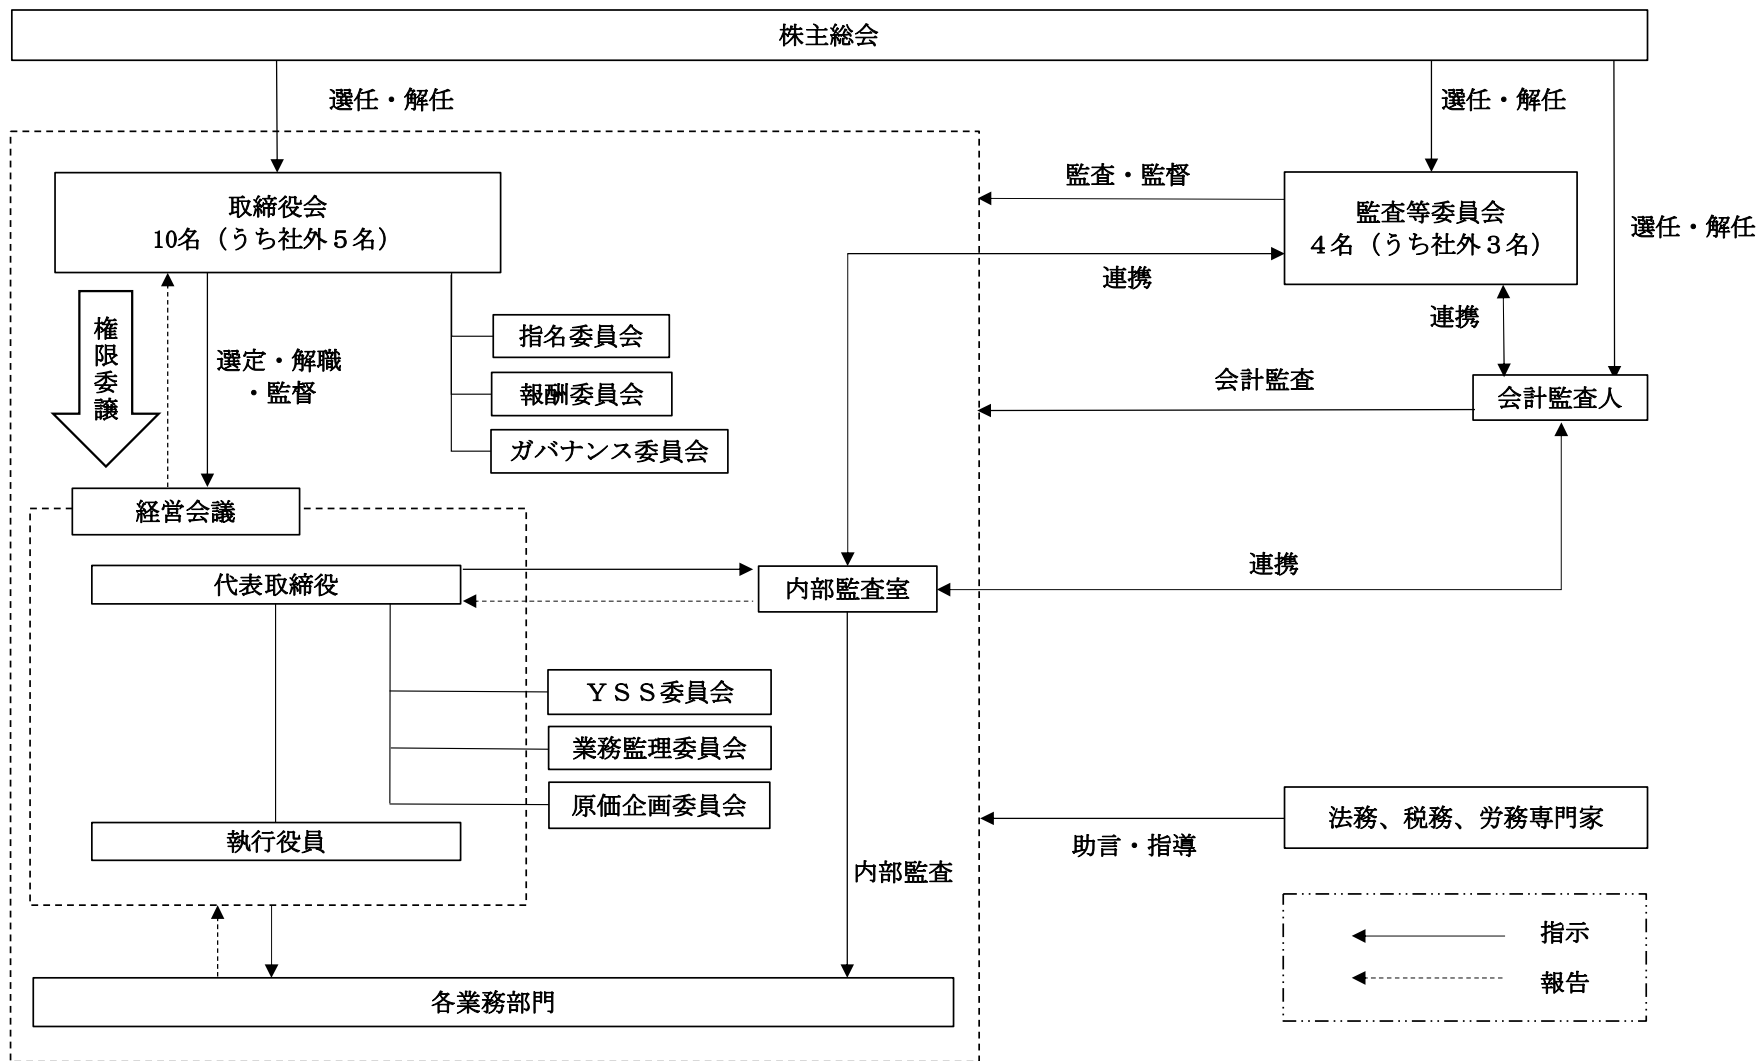 株主総会
選任・解任
選任・解任
選任・解任
監査・監督
取締役会
10名（うち社外５名）
監査等委員会
４名（うち社外３名）
連携
連携
権限委譲
選定・解職
・監督
指名委員会
報酬委員会
ガバナンス委員会
会計監査
会計監査人
経営会議
代表取締役
内部監査室
連携
ＹＳＳ委員会
業務監理委員会
原価企画委員会
執行役員
内部監査
法務、税務、労務専門家
助言・指導
指示
報告
各業務部門